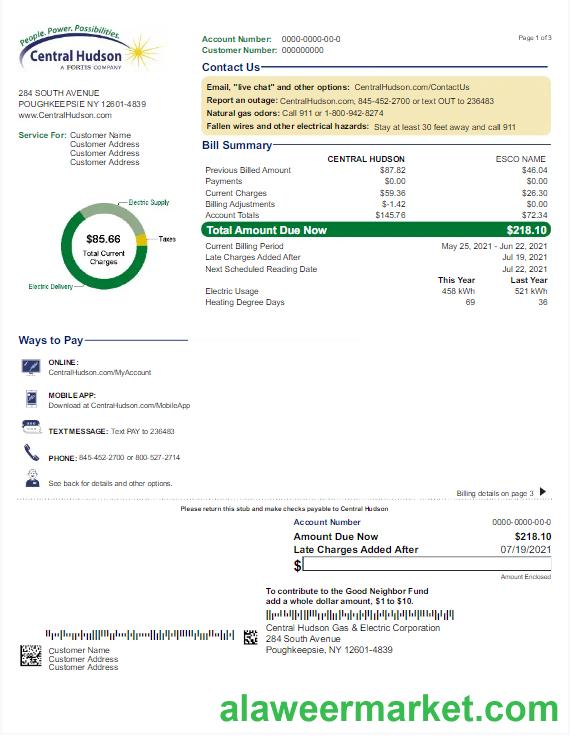 People. Power. Possibilities.
Central Hudson
A FORTIS COMPANY
284 SOUTH AVENUE
POUGHKEEPSIE NY 12601-4839
www.CentralHudson.com
Service For: Customer Name
Customer Address
Customer Address
Customer Address
Account Number: 0000-0000-00-0
Customer Number: 000000000
Page 1 of 3
Contact Us
Email, "live chat" and other options: CentralHudson.com/ContactUs
Report an outage: CentralHudson.com, 845-452-2700 or text OUT to 236483
Natural gas odors: Call 911 or 1-800-942-8274
Fallen wires and other electrical hazards: Stay at least 30 feet away and call 911
Bill Summary
CENTRAL HUDSON ESCO NAME
Previous Billed Amount $87.82 $46.04
Payments $0.00 $0.00
Current Charges $59.36 $26.30
Billing Adjustments $-1.42 $0.00
Account Totals $145.76 $72.34
Total Amount Due Now $218.10
Current Billing Period May 25, 2021 - Jun 22, 2021
Late Charges Added After Jul 19, 2021
Next Scheduled Reading Date Jul 22, 2021
This Year Last Year
Electric Usage 458 kWh 521 kWh
Heating Degree Days 69 36
Electric Supply
$85.66
Total Current
Charges
Taxes
Electric Delivery
Ways to Pay
ONLINE:
CentralHudson.com/MyAccount
MOBILE APP:
Download at CentralHudson.com/MobileApp
TEXT MESSAGE: Text PAY to 236483
PHONE: 845-452-2700 or 800-527-2714
See back for details and other options.
Billing details on page 3
Please return this stub and make checks payable to Central Hudson
Account Number 0000-0000-00-0
Amount Due Now $218.10
Late Charges Added After 07/19/2021
$
Amount Enclosed
To contribute to the Good Neighbor Fund
add a whole dollar amount, $1 to $10.
Central Hudson Gas & Electric Corporation
284 South Avenue
Poughkeepsie, NY 12601-4839
Customer Name
Customer Address
Customer Address
alaweermarket.com